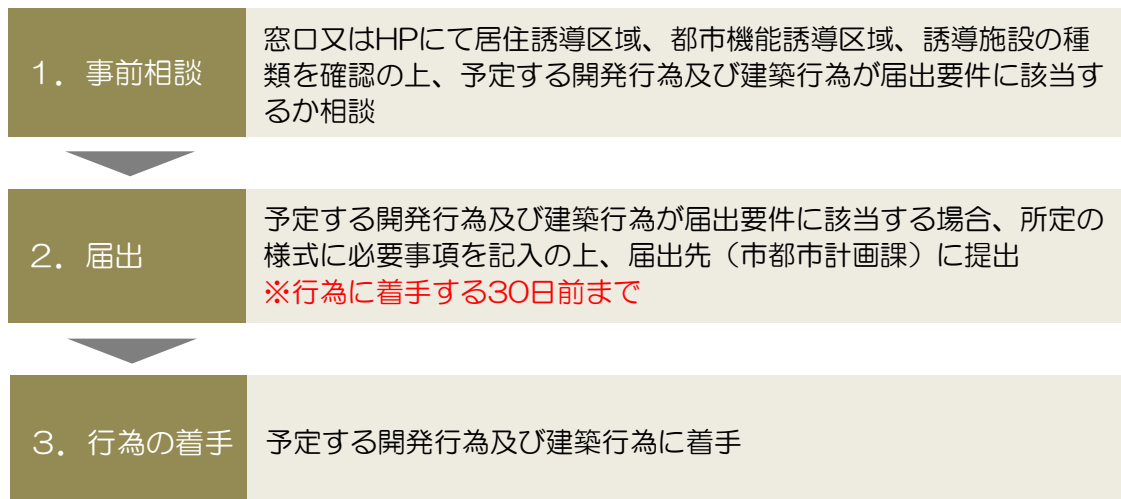 １．事前相談
窓口又はHPにて居住誘導区域、都市機能誘導区域、誘導施設の種
類を確認の上、予定する開発行為及び建築行為が届出要件に該当す
るか相談
２．届出
予定する開発行為及び建築行為が届出要件に該当する場合、所定の
様式に必要事項を記入の上、届出先（市都市計画課）に提出
※行為に着手する30日前まで
３．行為の着手
予定する開発行為及び建築行為に着手